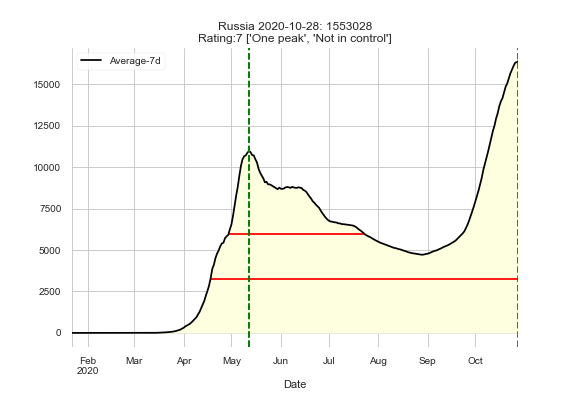 Russia 2020-10-28: 1553028
Rating:7 ['One peak', 'Not in control']
Average-7d
15000
12500
10000
7500
5000
2500
0
Feb Mar Apr May Jun Jul Aug Sep Oct
2020
Date